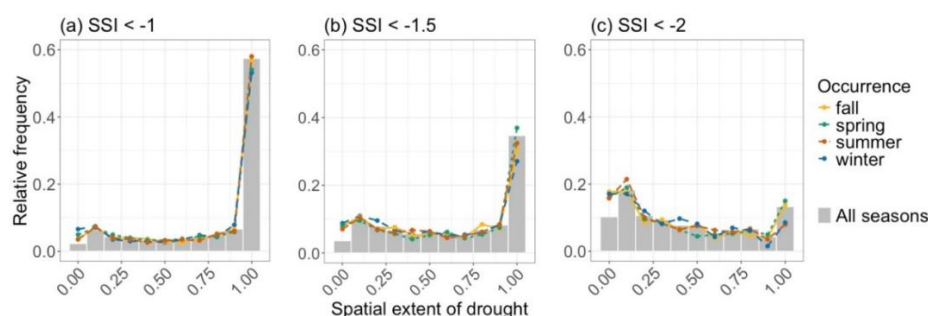 (a) SSI < -1
(b) SSI < -1.5
(c) SSI < -2
Relative frequency
0.6
0.4
0.2
0.0
0.00
0.25
0.50
0.75
1.00
0.6
0.4
0.2
0.0
0.00
0.25
0.50
0.75
1.00
0.6
0.4
0.2
0.0
0.00
0.25
0.50
0.75
1.00
Spatial extent of drought
Occurrence
fall
spring
summer
winter
All seasons